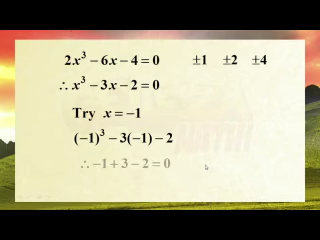 2x³ − 6x − 4 = 0 ±1 ±2 ±4
∴ x³ − 3x − 2 = 0
Try x = −1
(−1)³ − 3(−1) − 2
∴ −1 + 3 − 2 = 0